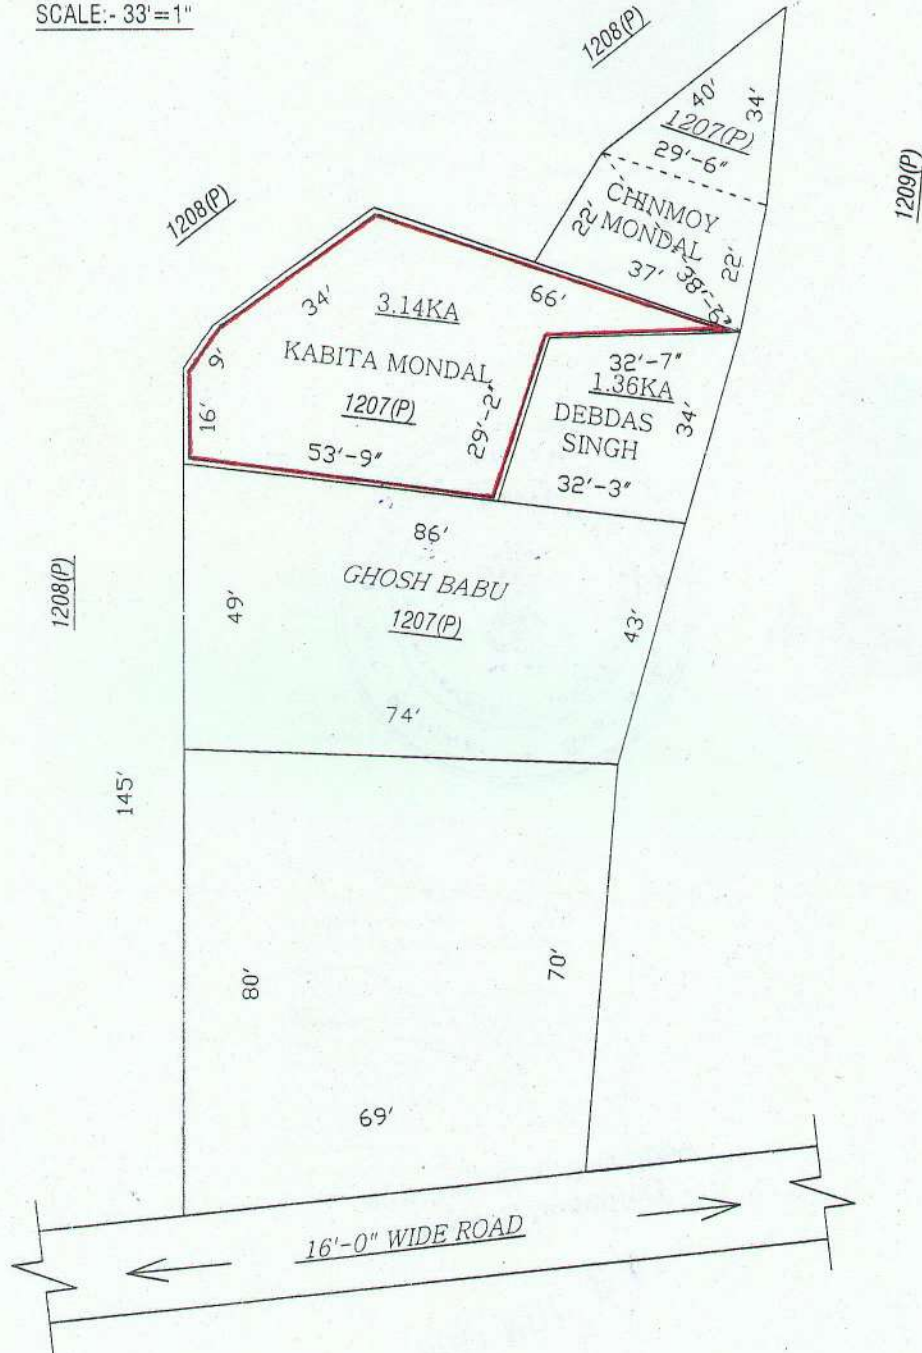 SCALE:- 33'=1"
1208(P)
40'
34'
1207(P)
29'-6"
1209(P)
CHINMOY
MONDAL
22'
22'
37'
38'-9"
1208(P)
34'
3.14KA
66'
9'
KABITA MONDAL
32'-7"
1.36KA
16'
1207(P)
29'-2"
DEBDAS
SINGH
34'
53'-9"
32'-3"
86'
1208(P)
GHOSH BABU
49'
1207(P)
43'
74'
145'
80'
70'
69'
16'-0" WIDE ROAD